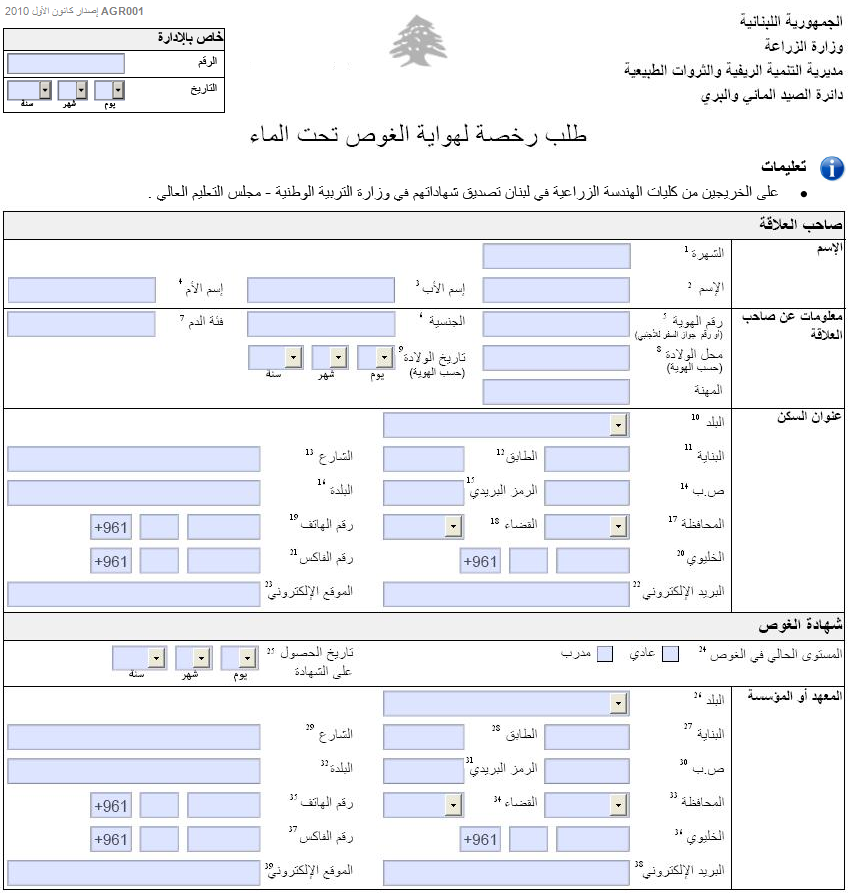 AGR001 إصدار كانون الأول 2010
الجمهورية اللبنانية
وزارة الزراعة
مديرية التنمية الريفية والثروات الطبيعية
دائرة الصيد المائي والبري
خاص بالإدارة
الرقم
التاريخ
يوم شهر سنة
طلب رخصة لهواية الغوص تحت الماء
تعليمات
• على الخريجين من كليات الهندسة الزراعية في لبنان تصديق شهاداتهم في وزارة التربية الوطنية - مجلس التعليم العالي .
صاحب العلاقة
الإسم
الشهرة 1
الإسم 2 إسم الأب 3 إسم الأم 4
معلومات عن صاحب العلاقة
رقم الهوية 5 الجنسية 6 فئة الدم 7
(أو رقم جواز السفر للأجنبي)
محل الولادة 8 تاريخ الولادة 9
(حسب الهوية) (حسب الهوية) يوم شهر سنة
المهنة
عنوان السكن
البلد 10
البناية 11 الطابق 12 الشارع 13
ص.ب 14 الرمز البريدي 15 البلدة 16
المحافظة 17 القضاء 18 رقم الهاتف 19 +961
الخليوي 20 +961 رقم الفاكس 21 +961
البريد الإلكتروني 22 الموقع الإلكتروني 23
شهادة الغوص
المستوى الحالي في الغوص 24 عادي مدرب تاريخ الحصول 25
على الشهادة يوم شهر سنة
المعهد أو المؤسسة
البلد 26
البناية 27 الطابق 28 الشارع 29
ص.ب 30 الرمز البريدي 31 البلدة 32
المحافظة 33 القضاء 34 رقم الهاتف 35 +961
الخليوي 36 +961 رقم الفاكس 37 +961
البريد الإلكتروني 38 الموقع الإلكتروني 39